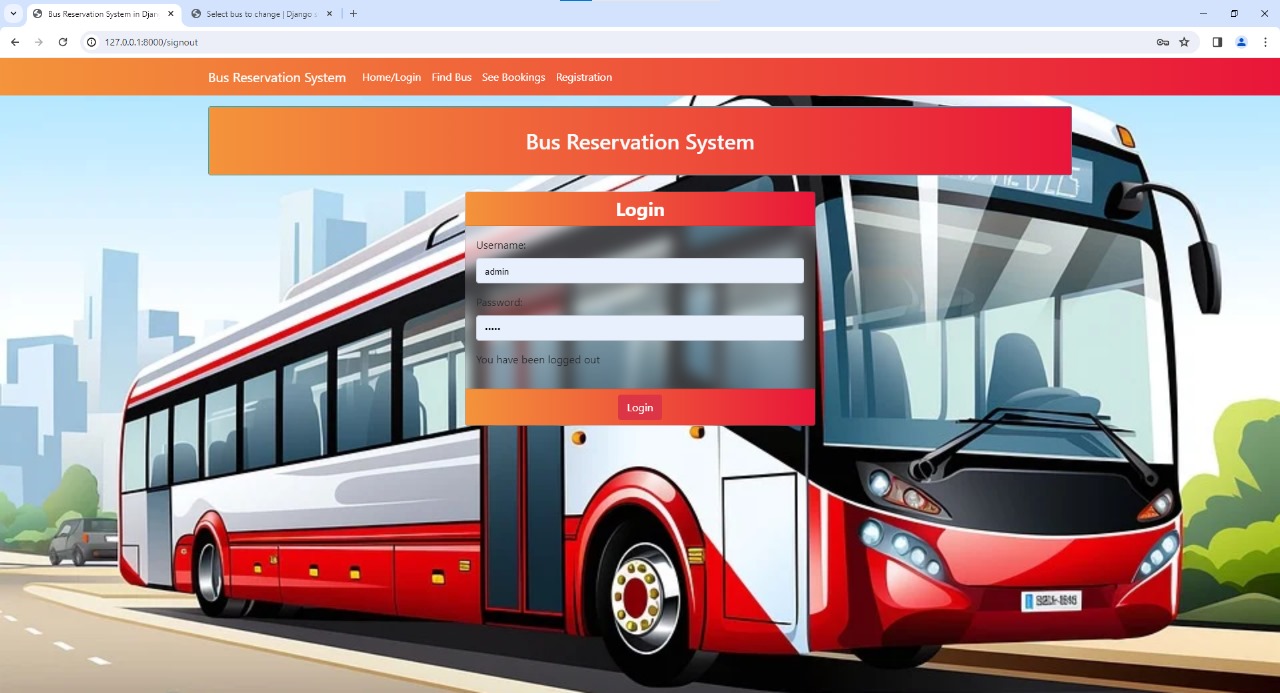 Bus Reservation System in Djan
Select bus to change | Django s
127.0.0.1:8000/signout
Bus Reservation System Home/Login Find Bus See Bookings Registration
Bus Reservation System
Login
Username:
admin
Password:
•••••
You have been logged out
Login